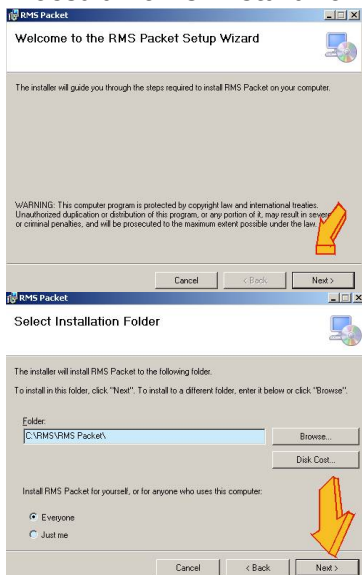 RMS Packet
Welcome to the RMS Packet Setup Wizard
The installer will guide you through the steps required to install RMS Packet on your computer.
WARNING: This computer program is protected by copyright law and international treaties.
Unauthorized duplication or distribution of this program, or any portion of it, may result in severe
or criminal penalties, and will be prosecuted to the maximum extent possible under the law.
Cancel
< Back
Next >
RMS Packet
Select Installation Folder
The installer will install RMS Packet to the following folder.
To install in this folder, click "Next". To install to a different folder, enter it below or click "Browse".
Folder:
C:\RMS\RMS Packet\
Browse...
Disk Cost...
Install RMS Packet for yourself, or for anyone who uses this computer:
Everyone
Just me
Cancel
< Back
Next >